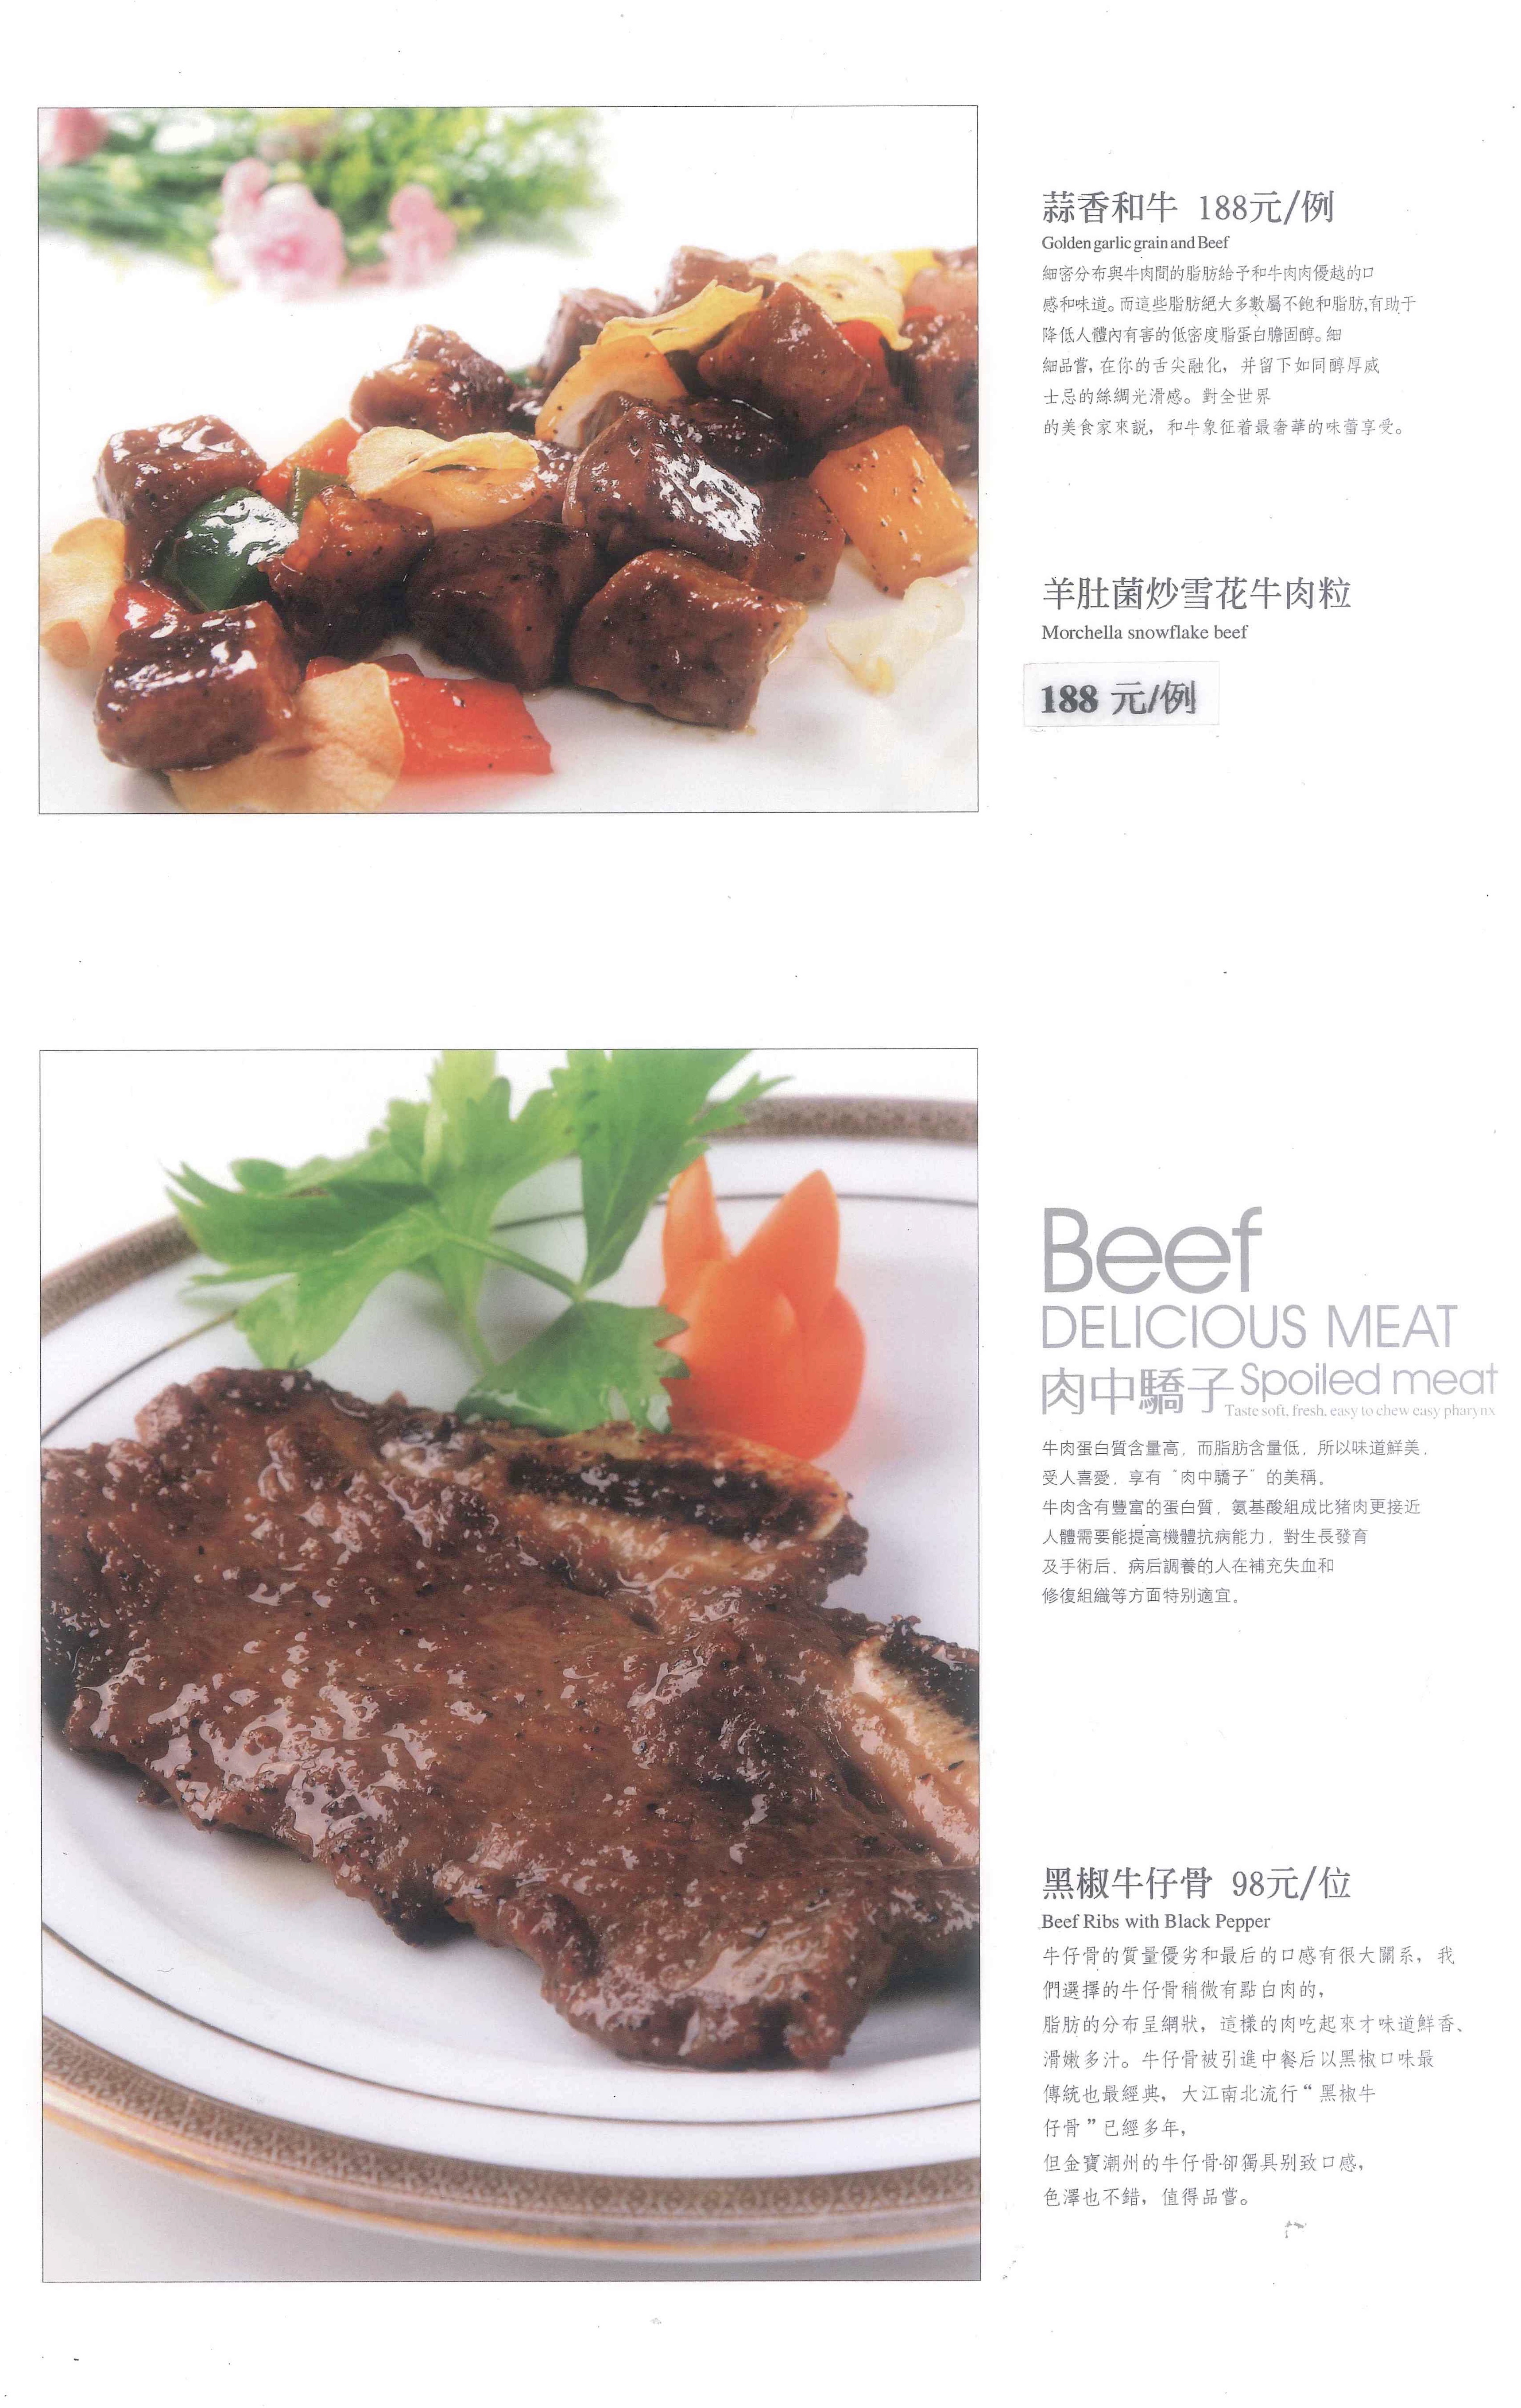 蒜香和牛 188元/例
Golden garlic grain and Beef
細密分布與牛肉間的脂肪給予和牛肉肉優越的口
感和味道。而這些脂肪絕大多數屬不飽和脂肪,有助于
降低人體內有害的低密度脂蛋白膽固醇。細
細品嘗，在你的舌尖融化，并留下如同醇厚威
士忌的絲綢光滑感。對全世界
的美食家來說，和牛象征着最奢華的味蕾享受。
羊肚菌炒雪花牛肉粒
Morchella snowflake beef
188 元/例
Beef
DELICIOUS MEAT
肉中驕子 Spoiled meat
Taste soft, fresh, easy to chew easy pharynx
牛肉蛋白質含量高，而脂肪含量低，所以味道鮮美，
受人喜愛，享有“肉中驕子”的美稱。
牛肉含有豐富的蛋白質，氨基酸組成比猪肉更接近
人體需要能提高機體抗病能力，對生長發育
及手術后、病后調養的人在補充失血和
修復組織等方面特别適宜。
黑椒牛仔骨 98元/位
Beef Ribs with Black Pepper
牛仔骨的質量優劣和最后的口感有很大關系，我
們選擇的牛仔骨稍微有點白肉的，
脂肪的分布呈網狀，這樣的肉吃起來才味道鮮香、
滑嫩多汁。牛仔骨被引進中餐后以黑椒口味最
傳統也最經典，大江南北流行“黑椒牛
仔骨”已經多年，
但金寶潮州的牛仔骨卻獨具别致口感，
色澤也不錯，值得品嘗。